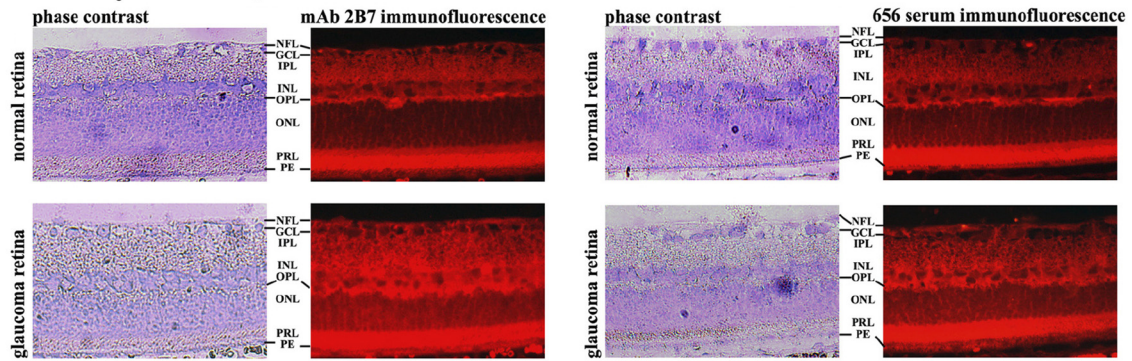 phase contrast
mAb 2B7 immunofluorescence
normal retina
NFL
GCL
IPL
INL
OPL
ONL
PRL
PE
glaucoma retina
NFL
GCL
IPL
INL
OPL
ONL
PRL
PE
phase contrast
656 serum immunofluorescence
normal retina
NFL
GCL
IPL
INL
OPL
ONL
PRL
PE
glaucoma retina
NFL
GCL
IPL
INL
OPL
ONL
PRL
PE